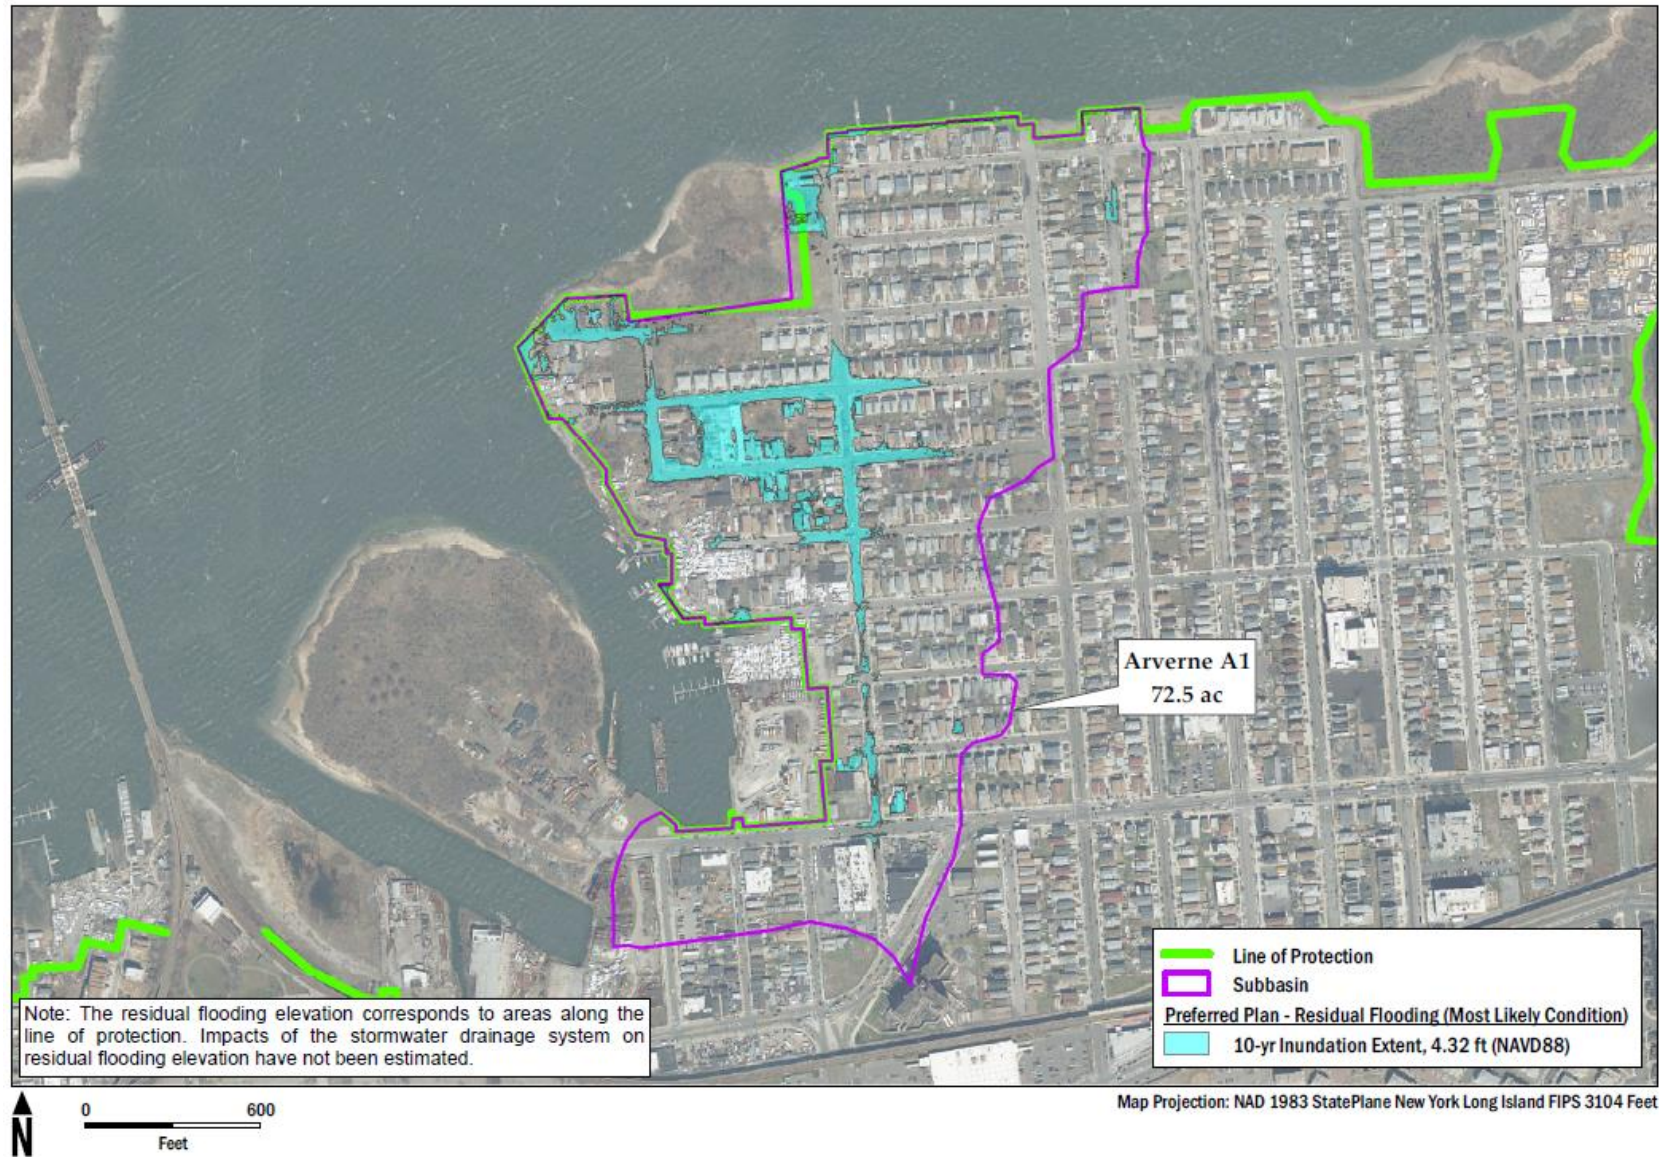 Arverne A1
72.5 ac
Line of Protection
Subbasin
Preferred Plan - Residual Flooding (Most Likely Condition)
10-yr Inundation Extent, 4.32 ft (NAVD88)
Note: The residual flooding elevation corresponds to areas along the
line of protection. Impacts of the stormwater drainage system on
residual flooding elevation have not been estimated.
N
0 600
Feet
Map Projection: NAD 1983 StatePlane New York Long Island FIPS 3104 Feet